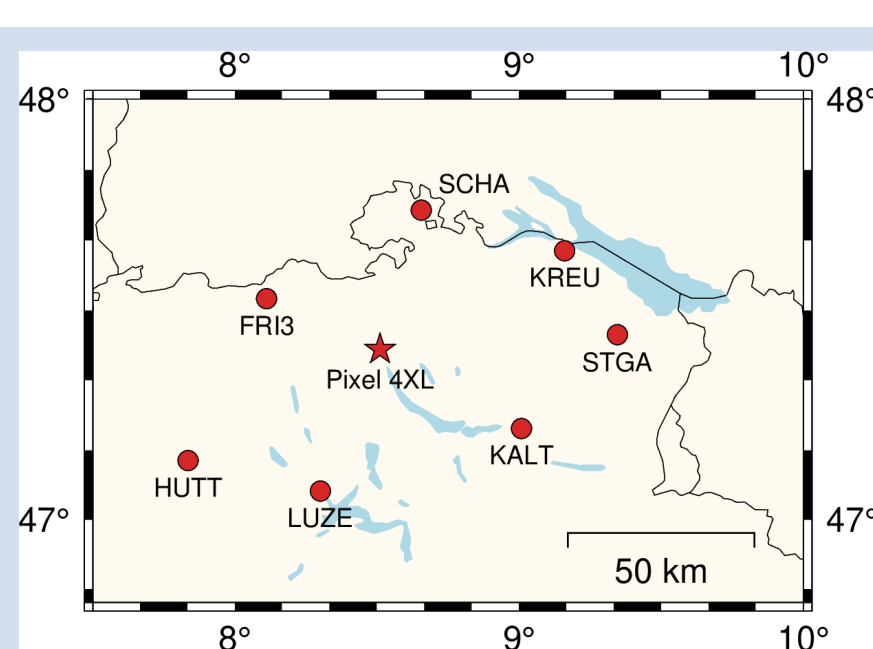 8° 9° 10°
48° 48°
SCHA
KREU
FRI3
STGA
Pixel 4XL
KALT
HUTT
LUZE
47° 47°
50 km
8° 9° 10°